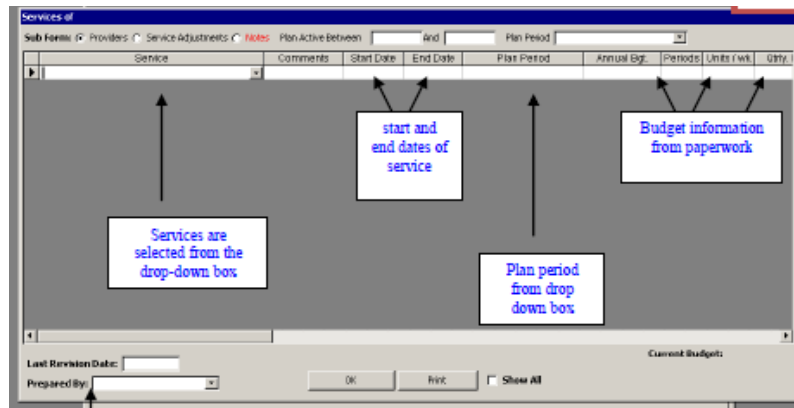 Services of
Sub Form: Providers Service Adjustments Notes Plan Active Between And Plan Period
Service Comments Start Date End Date Plan Period Annual Bgt. Periods Units / wk. Qtrly.
start and
end dates of
service
Budget information
from paperwork
Services are
selected from the
drop-down box
Plan period
from drop
down box
Current Budget:
Last Revision Date:
Prepared By: OK Print Show All